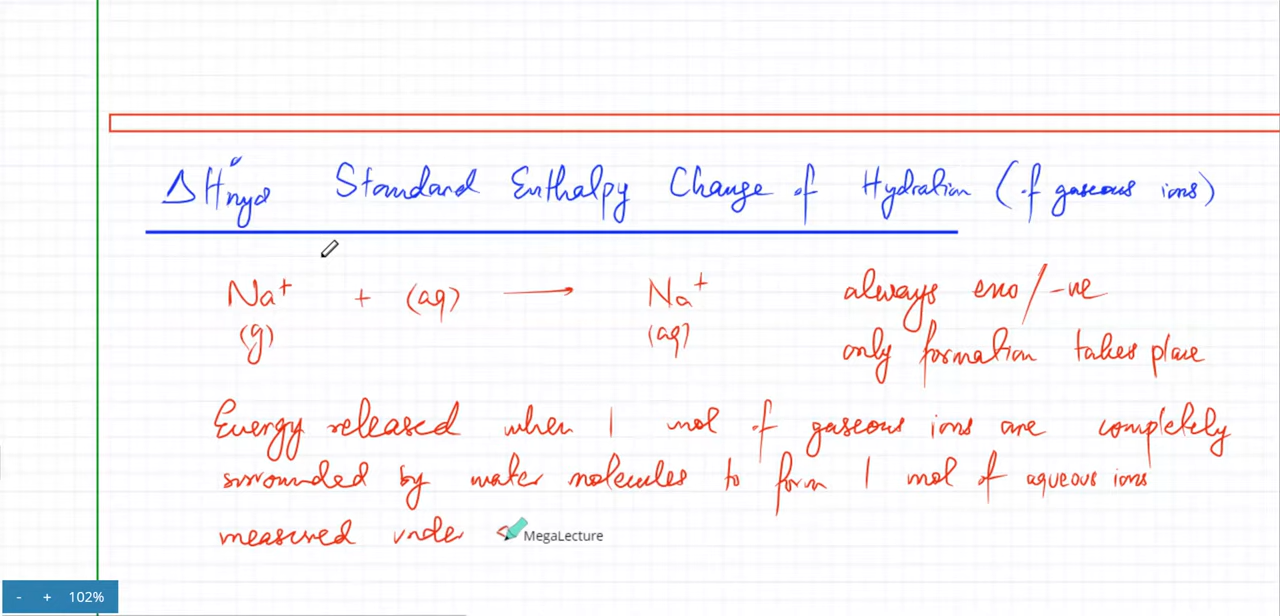 ΔH°hyd Standard Enthalpy Change of Hydration (of gaseous ions)
Na+ + (aq) → Na+ always exo/-ve
(g) (aq) only formation takes place
Energy released when 1 mol of gaseous ions are completely
surrounded by water molecules to form 1 mol of aqueous ions
measured under MegaLecture
- + 102%